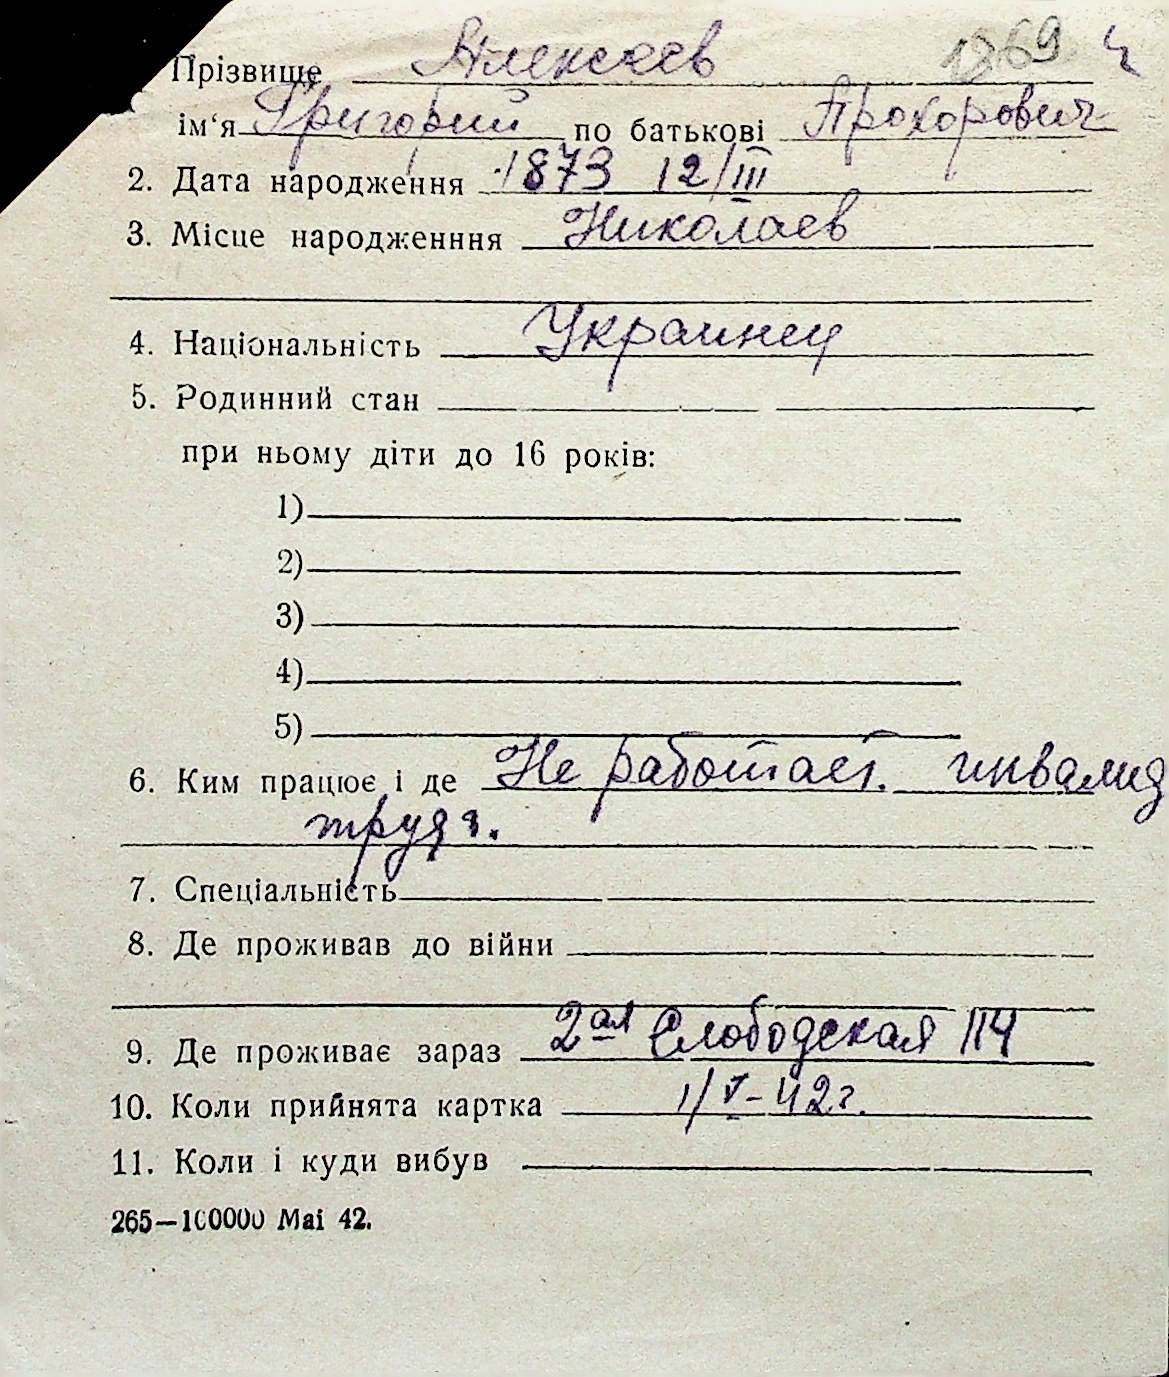 Прізвище Алексеев 1869 ч
ім‘я Григорий по батькові Прохорович
2. Дата народження 1873 12/III
3. Місце народженння Николаев
4. Національність Украинец
5. Родинний стан
при ньому діти до 16 років:
1)
2)
3)
4)
5)
6. Ким працює і де Не работает. инвалид
труда.
7. Спеціальність
8. Де проживав до війни
9. Де проживає зараз 2ая Слободская 114
10. Коли прийнята картка 1/V-42г.
11. Коли і куди вибув
265—100000 Mai 42.